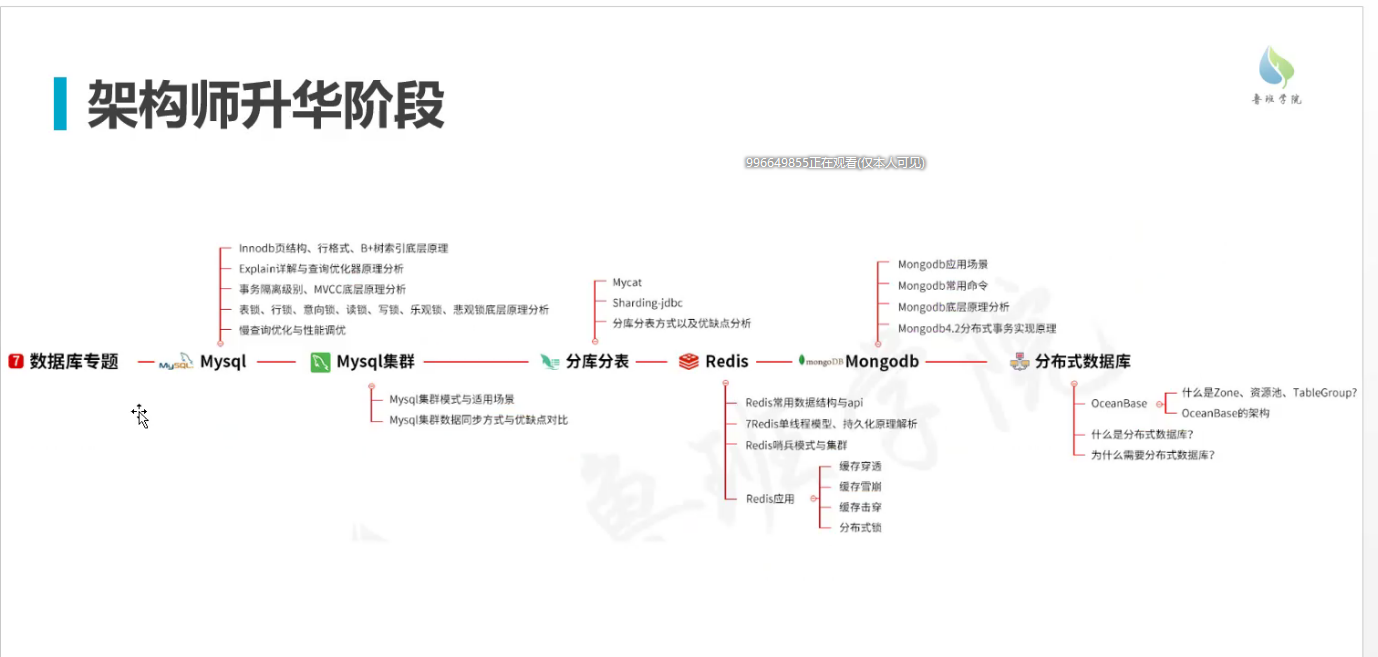 架构师升华阶段
鲁班学院
996649855正在观看(仅本人可见)
7 数据库专题
Mysql
Innodb页结构、行格式、B+树索引底层原理
Explain详解与查询优化器原理分析
事务隔离级别、MVCC底层原理分析
表锁、行锁、意向锁、读锁、写锁、乐观锁、悲观锁底层原理分析
慢查询优化与性能调优
MySQL
Mysql集群
Mysql集群模式与适用场景
Mysql集群数据同步方式与优缺点对比
分库分表
Mycat
Sharding-jdbc
分库分表方式以及优缺点分析
Redis
Redis常用数据结构与api
7Redis单线程模型、持久化原理解析
Redis哨兵模式与集群
Redis应用
缓存穿透
缓存雪崩
缓存击穿
分布式锁
mongoDB
Mongodb
Mongodb应用场景
Mongodb常用命令
Mongodb底层原理分析
Mongodb4.2分布式事务实现原理
分布式数据库
OceanBase
什么是Zone、资源池、TableGroup?
OceanBase的架构
什么是分布式数据库?
为什么需要分布式数据库?
鲁班学院